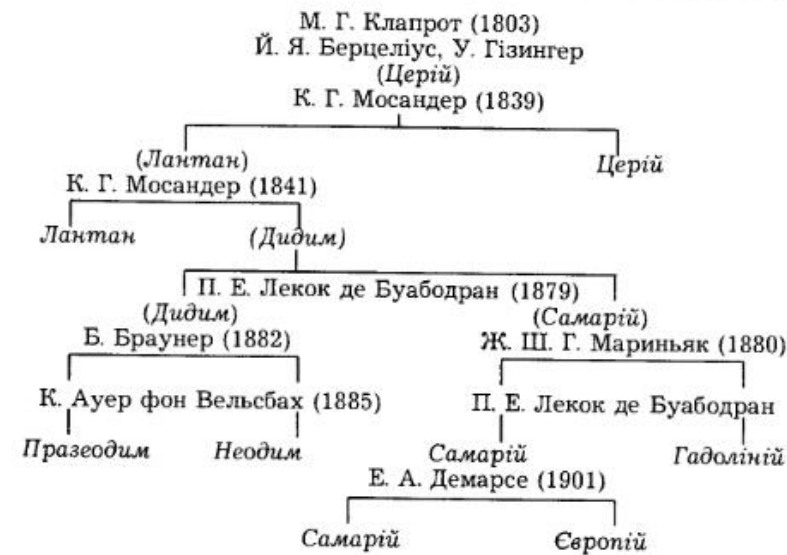 М. Г. Клапрот (1803)
Й. Я. Берцеліус, У. Гізингер
(Церій)
К. Г. Мосандер (1839)
(Лантан)
Церій
К. Г. Мосандер (1841)
Лантан
(Дидим)
П. Е. Лекок де Буабодран (1879)
(Дидим)
(Самарій)
Б. Браунер (1882)
Ж. Ш. Г. Мариньяк (1880)
К. Ауер фон Вельсбах (1885)
П. Е. Лекок де Буабодран
Празеодим
Неодим
Самарій
Гадоліній
Е. А. Демарсе (1901)
Самарій
Європій